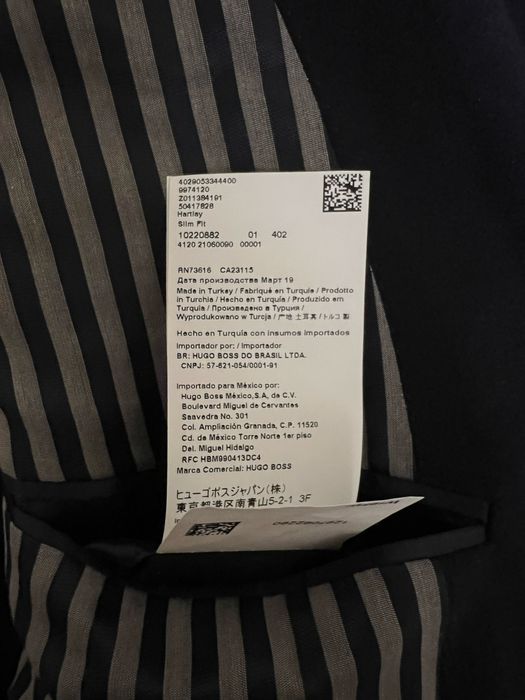 4029053344400
9974120
Z011384191
50417828
Hartlay
Slim Fit
10220882 01 402
4120 21060090 00001
RN73616 CA23115
Дата производства Март 19
Made in Turkey / Fabriqué en Turquie / Prodotto
in Turchia / Hecho en Turquía / Produzido em
Turquia / Произведено в Турции /
Wyprodukowano w Turcja / 产地 土耳其 / トルコ 製
Hecho en Turquía con insumos importados
Importador por: / Importador
BR: HUGO BOSS DO BRASIL LTDA.
CNPJ: 57-621-054/0001-91
Importado para México por:
Hugo Boss México,S.A, de C.V.
Boulevard Miguel de Cervantes
Saavedra No. 301
Col. Ampliación Granada, C.P. 11520
Cd. de México Torre Norte 1er piso
Del. Miguel Hidalgo
RFC HBM990413DC4
Marca Comercial: HUGO BOSS
ヒューゴボスジャパン(株)
東京都港区南青山5-2-1 3F